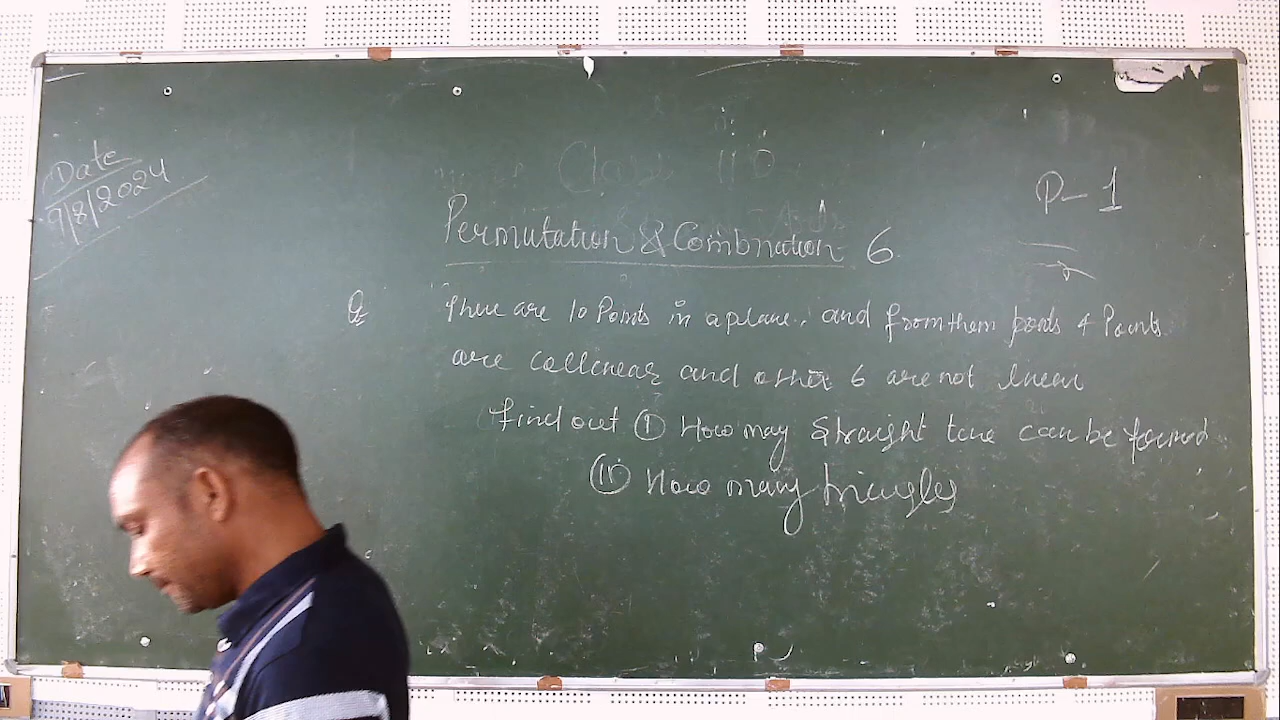 Date
9/8/2024
Class 11
P-1
Permutation & Combination 6
Q There are 10 Points in a plane, and from them points 4 Points
are collinear and other 6 are not linear
find out (I) How may Straight line can be formed
(II) How many triangles